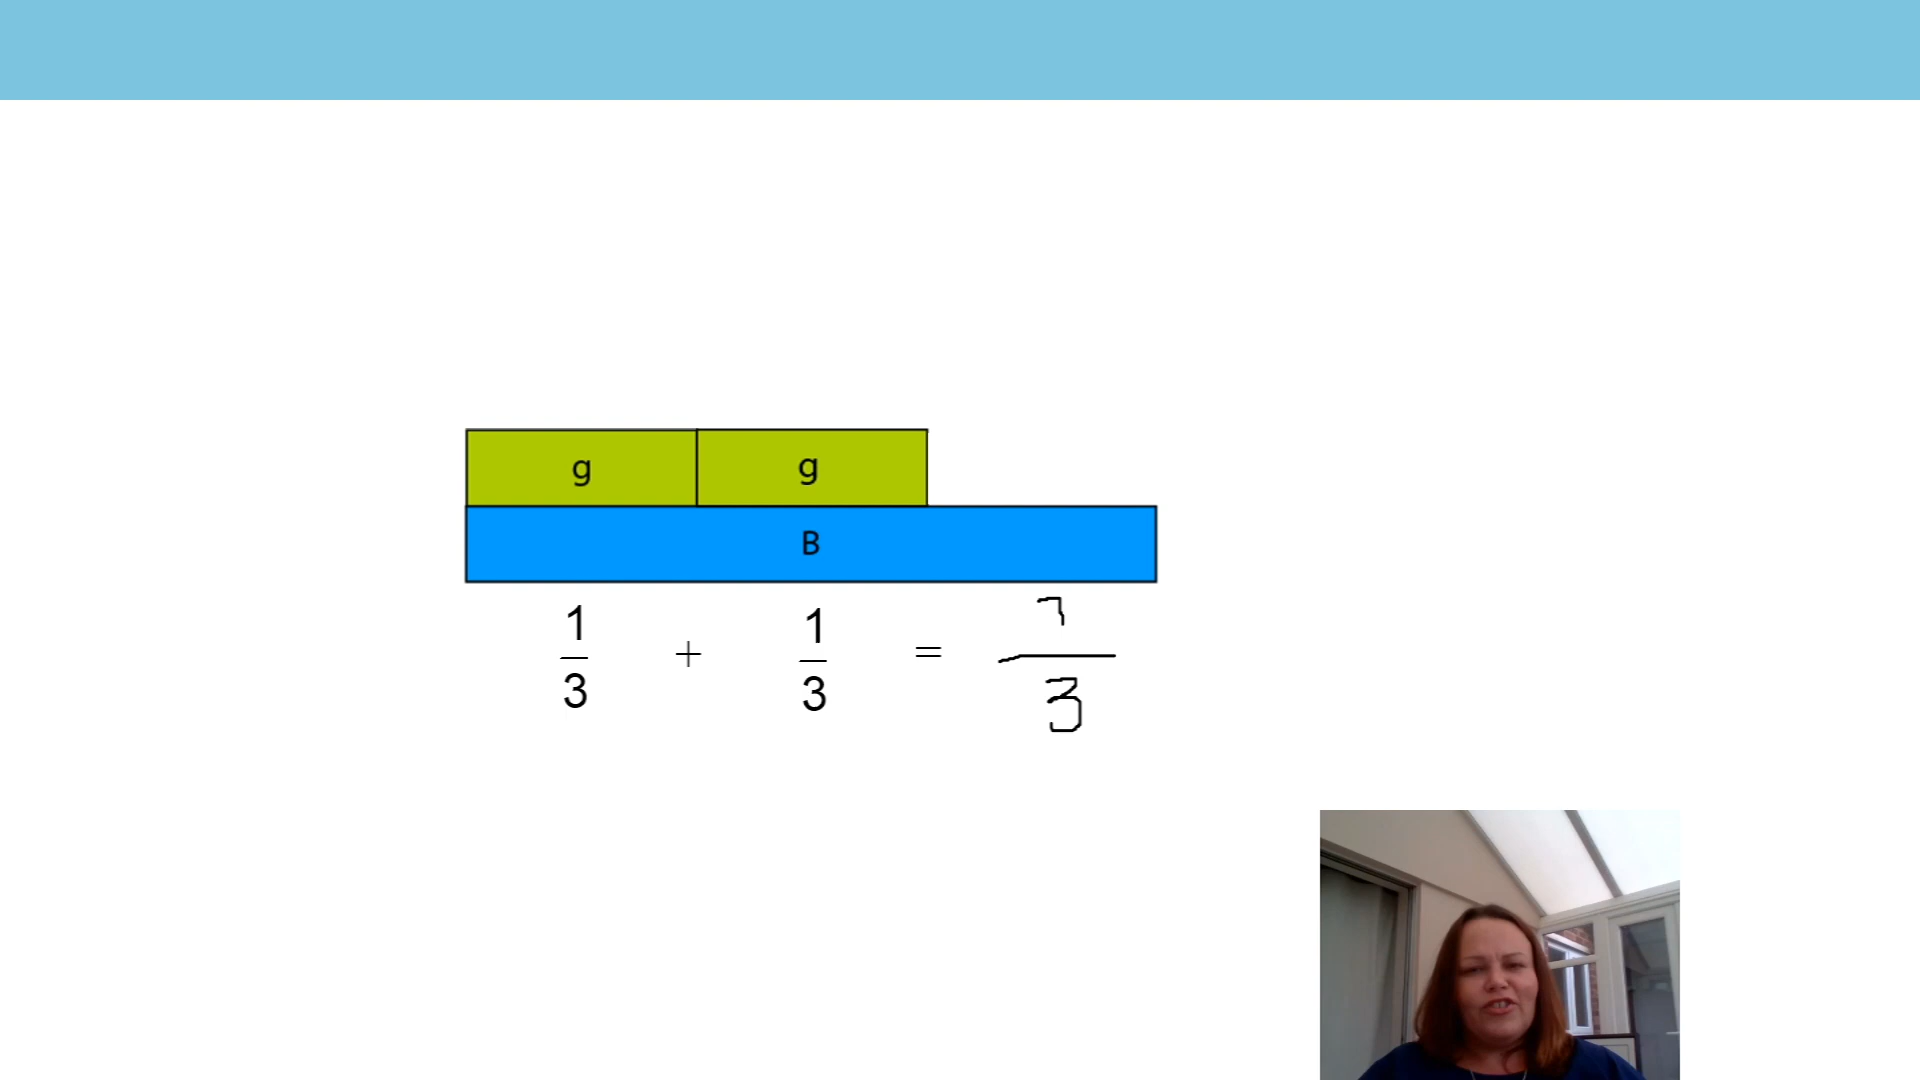 g g
B
1/3 + 1/3 = /3